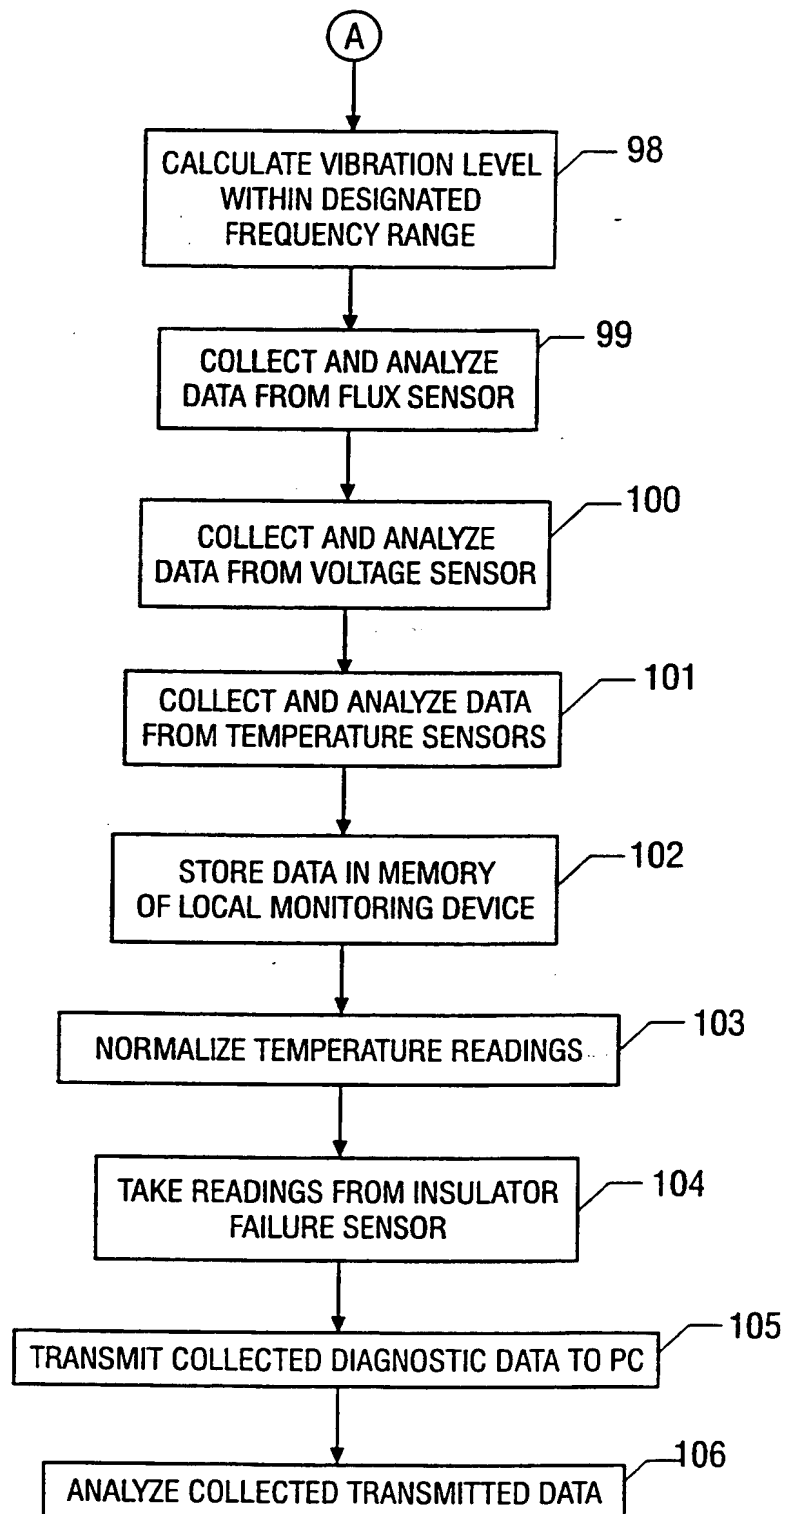 A
CALCULATE VIBRATION LEVEL
WITHIN DESIGNATED
FREQUENCY RANGE
98
COLLECT AND ANALYZE
DATA FROM FLUX SENSOR
99
COLLECT AND ANALYZE
DATA FROM VOLTAGE SENSOR
100
COLLECT AND ANALYZE DATA
FROM TEMPERATURE SENSORS
101
STORE DATA IN MEMORY
OF LOCAL MONITORING DEVICE
102
NORMALIZE TEMPERATURE READINGS
103
TAKE READINGS FROM INSULATOR
FAILURE SENSOR
104
TRANSMIT COLLECTED DIAGNOSTIC DATA TO PC
105
ANALYZE COLLECTED TRANSMITTED DATA
106